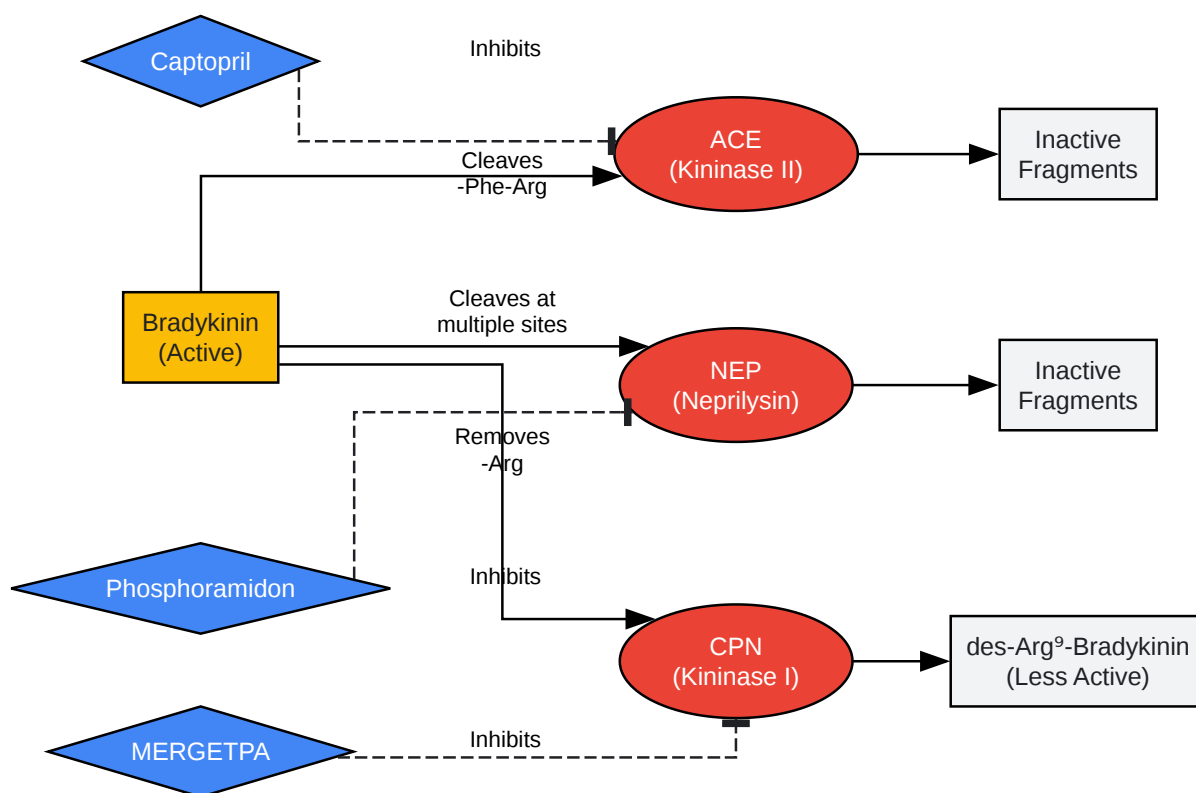 Captopril
Inhibits
ACE
(Kininase II)
Inactive
Fragments
Cleaves
-Phe-Arg
Bradykinin
(Active)
Cleaves at
multiple sites
NEP
(Neprilysin)
Inactive
Fragments
Removes
-Arg
Phosphoramidon
Inhibits
CPN
(Kininase I)
des-Arg⁹-Bradykinin
(Less Active)
MERGETPA
Inhibits